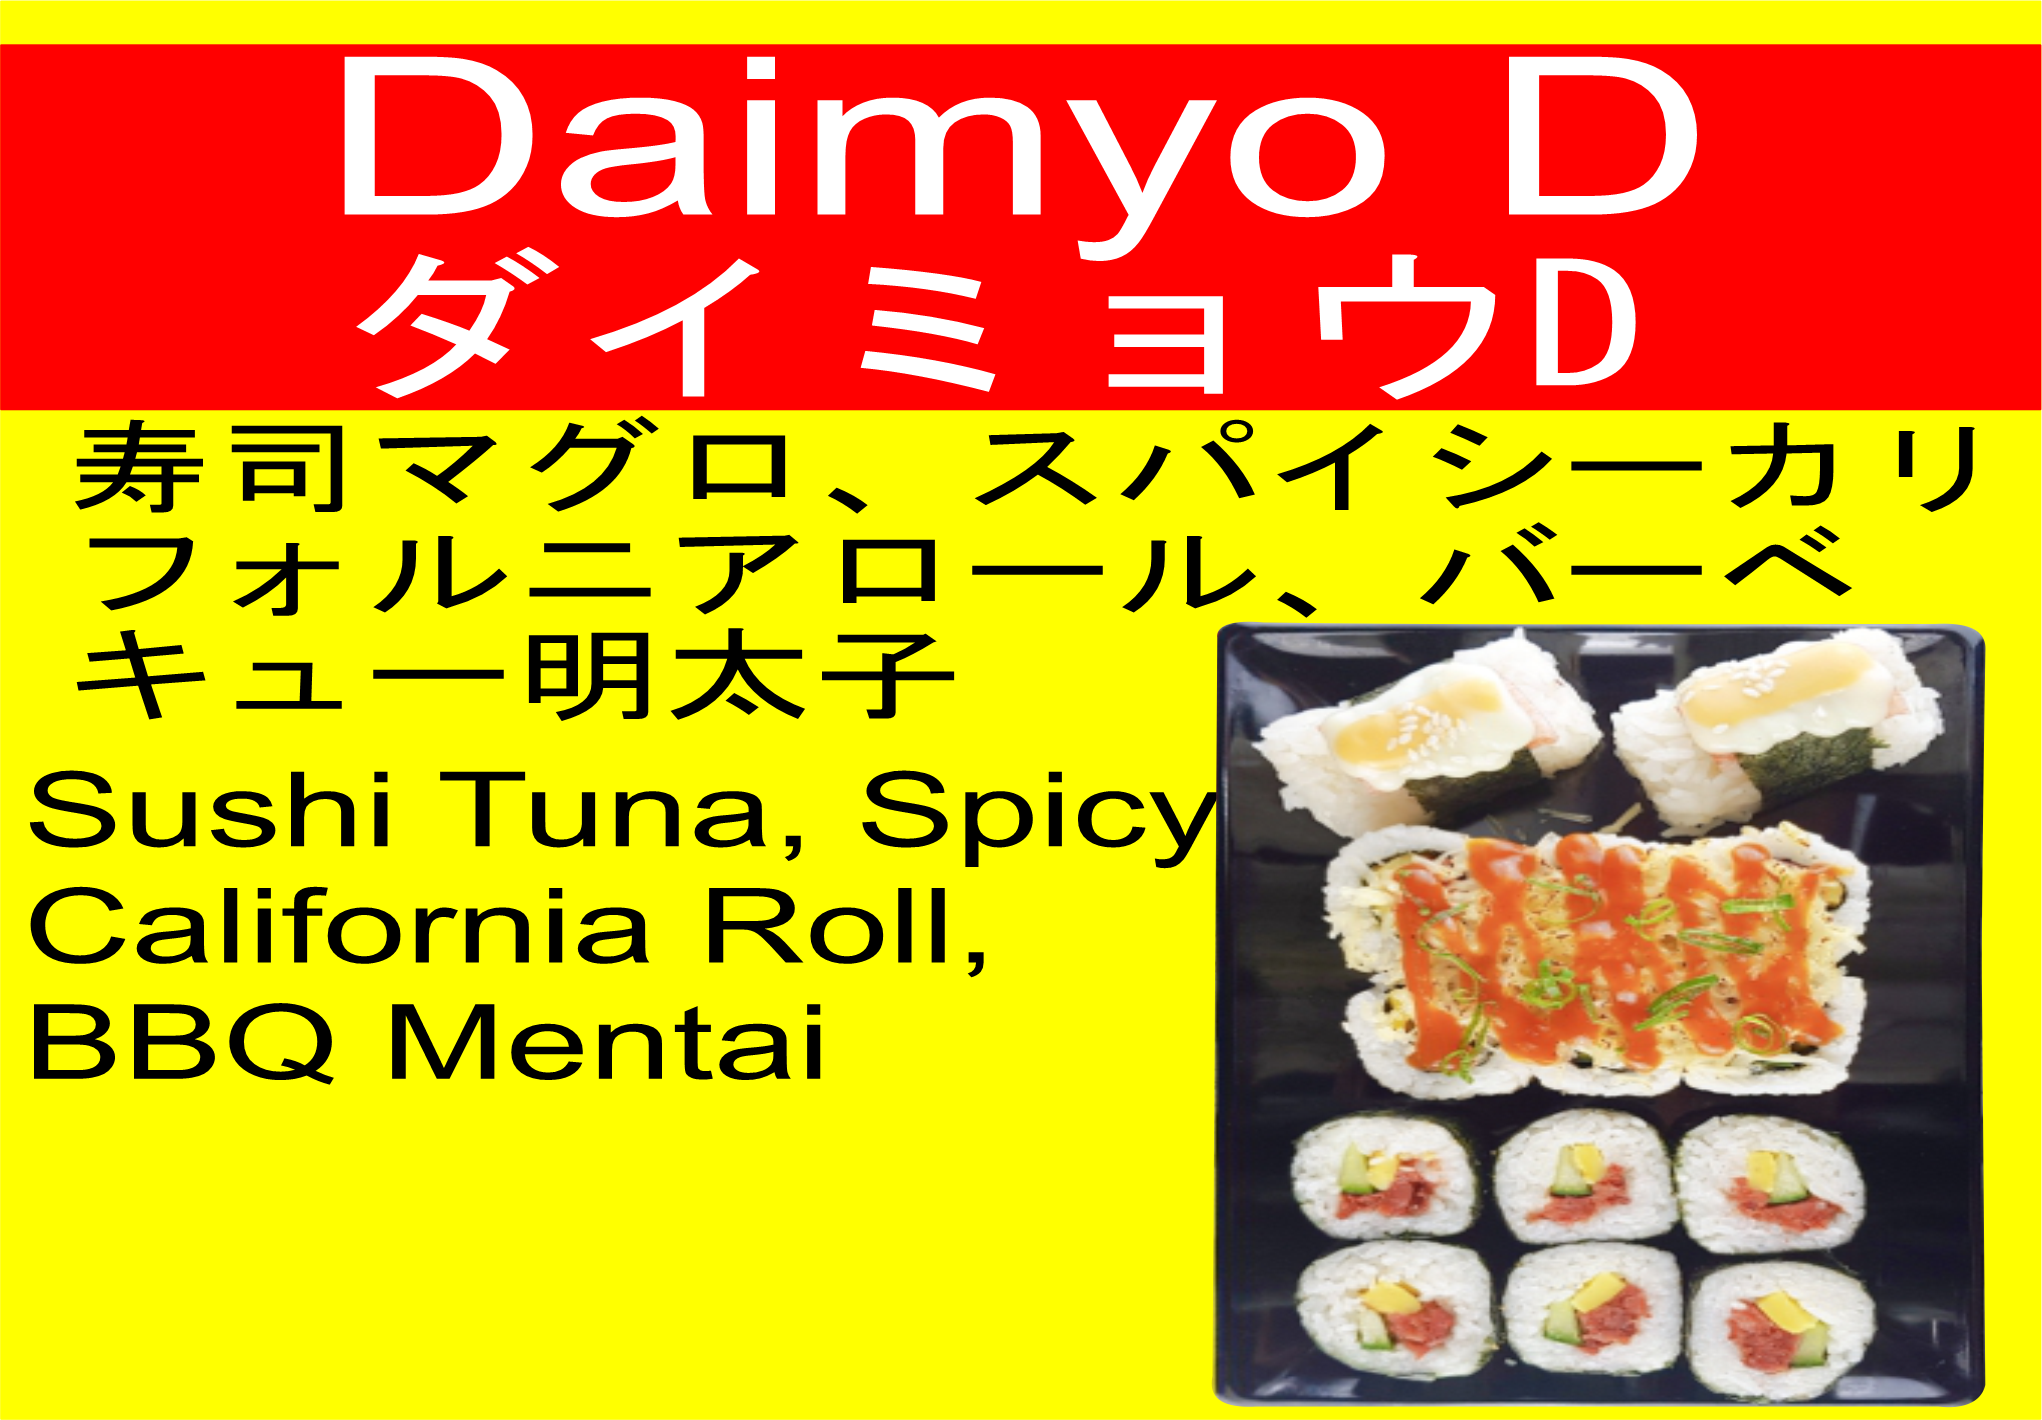 Daimyo D
ダイミョウD
寿司マグロ、スパイシーカリ
フォルニアロール、バーベ
キュー明太子
Sushi Tuna, Spicy
California Roll,
BBQ Mentai